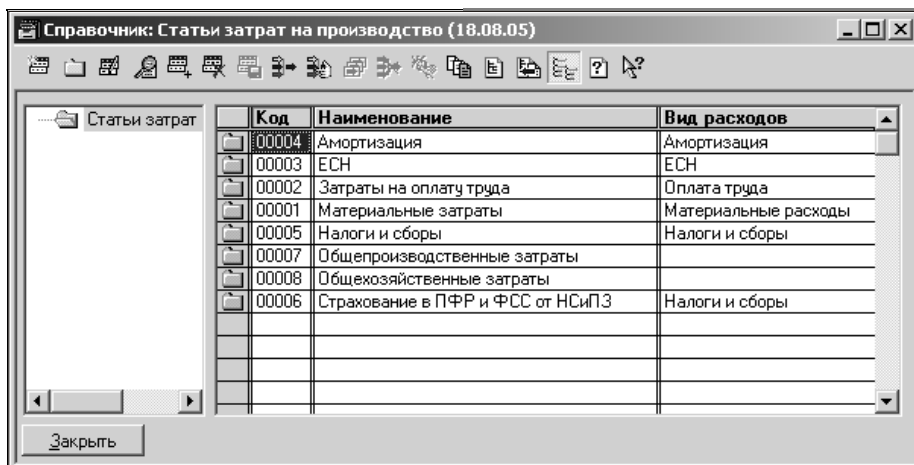 Справочник: Статьи затрат на производство (18.08.05)
Статьи затрат
Код Наименование Вид расходов
00004 Амортизация Амортизация
00003 ЕСН ЕСН
00002 Затраты на оплату труда Оплата труда
00001 Материальные затраты Материальные расходы
00005 Налоги и сборы Налоги и сборы
00007 Общепроизводственные затраты
00008 Общехозяйственные затраты
00006 Страхование в ПФР и ФСС от НСиПЗ Налоги и сборы
Закрыть